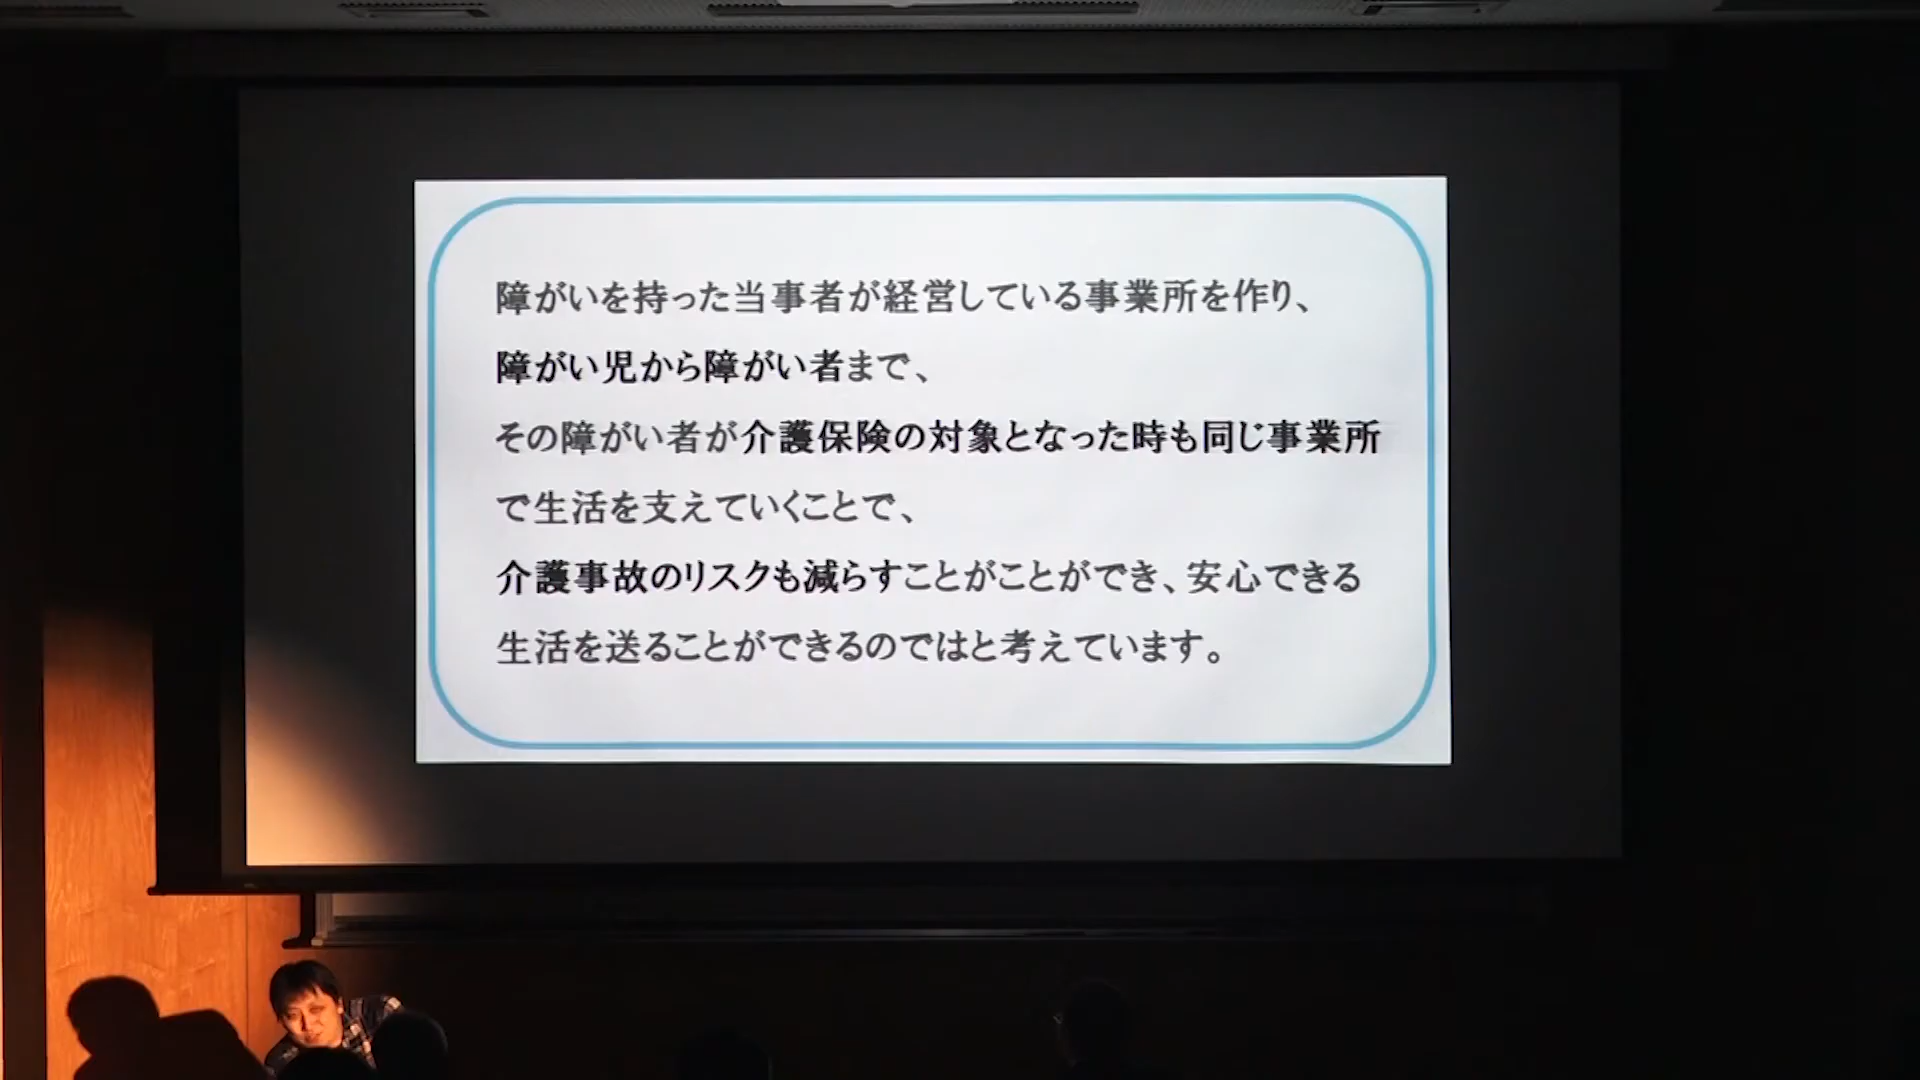 障がいを持った当事者が経営している事業所を作り、
障がい児から障がい者まで、
その障がい者が介護保険の対象となった時も同じ事業所
で生活を支えていくことで、
介護事故のリスクも減らすことがことができ、安心できる
生活を送ることができるのではと考えています。